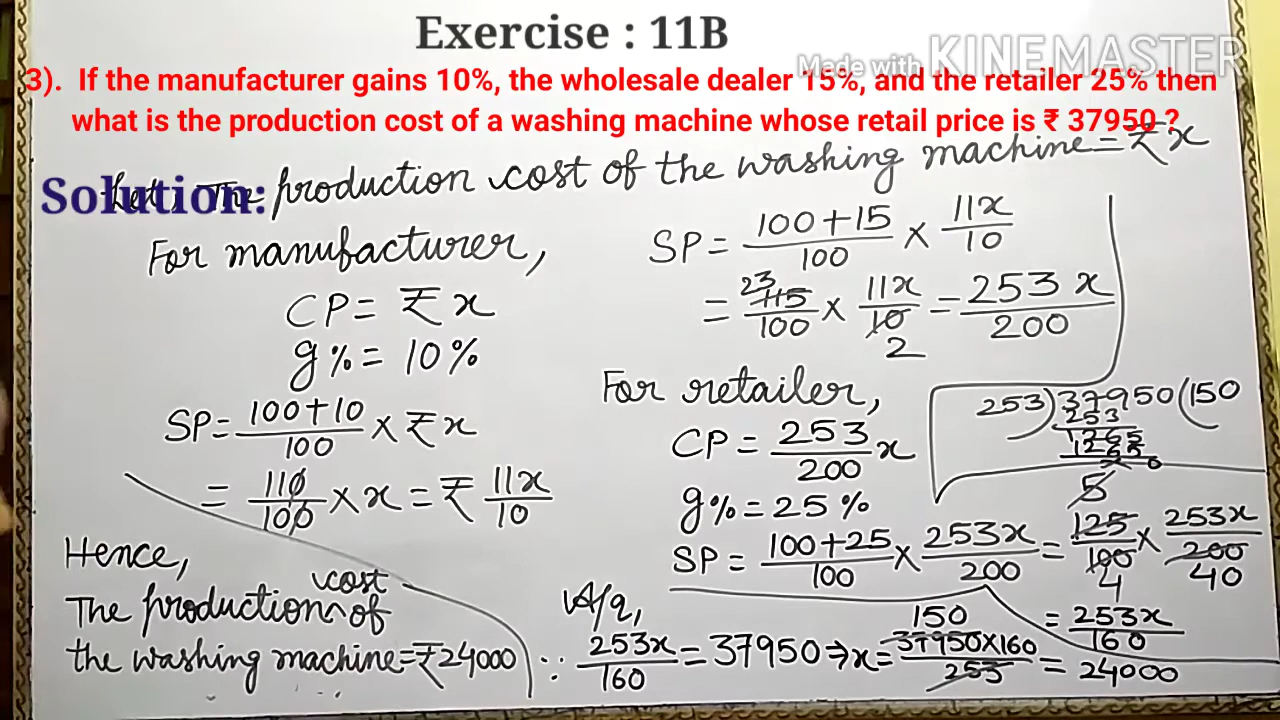 Exercise : 11B
Made with KINEMASTER
3). If the manufacturer gains 10%, the wholesale dealer 15%, and the retailer 25% then
what is the production cost of a washing machine whose retail price is ₹ 37950 ?
Solution:
Let, The production cost of the washing machine = ₹ x
For manufacturer,
CP = ₹ x
g% = 10%
SP = 100+10/100 × ₹ x
= 110/100 × x = ₹ 11x/10
Hence,
The production cost of
the washing machine = ₹24000
SP = 100+15/100 × 11x/10
= 23 115/100 × 11x/10 2 = 253 x/200
For retailer,
CP = 253/200 x
g% = 25%
SP = 100+25/100 × 253x/200 = 5 125/100 4 × 253x/200 40
= 253x/160
253 ) 37950 ( 150
253
1265
1265
0
A/q,
∵ 253x/160 = 37950 ⇒ x = 150 37950×160/253 = 24000